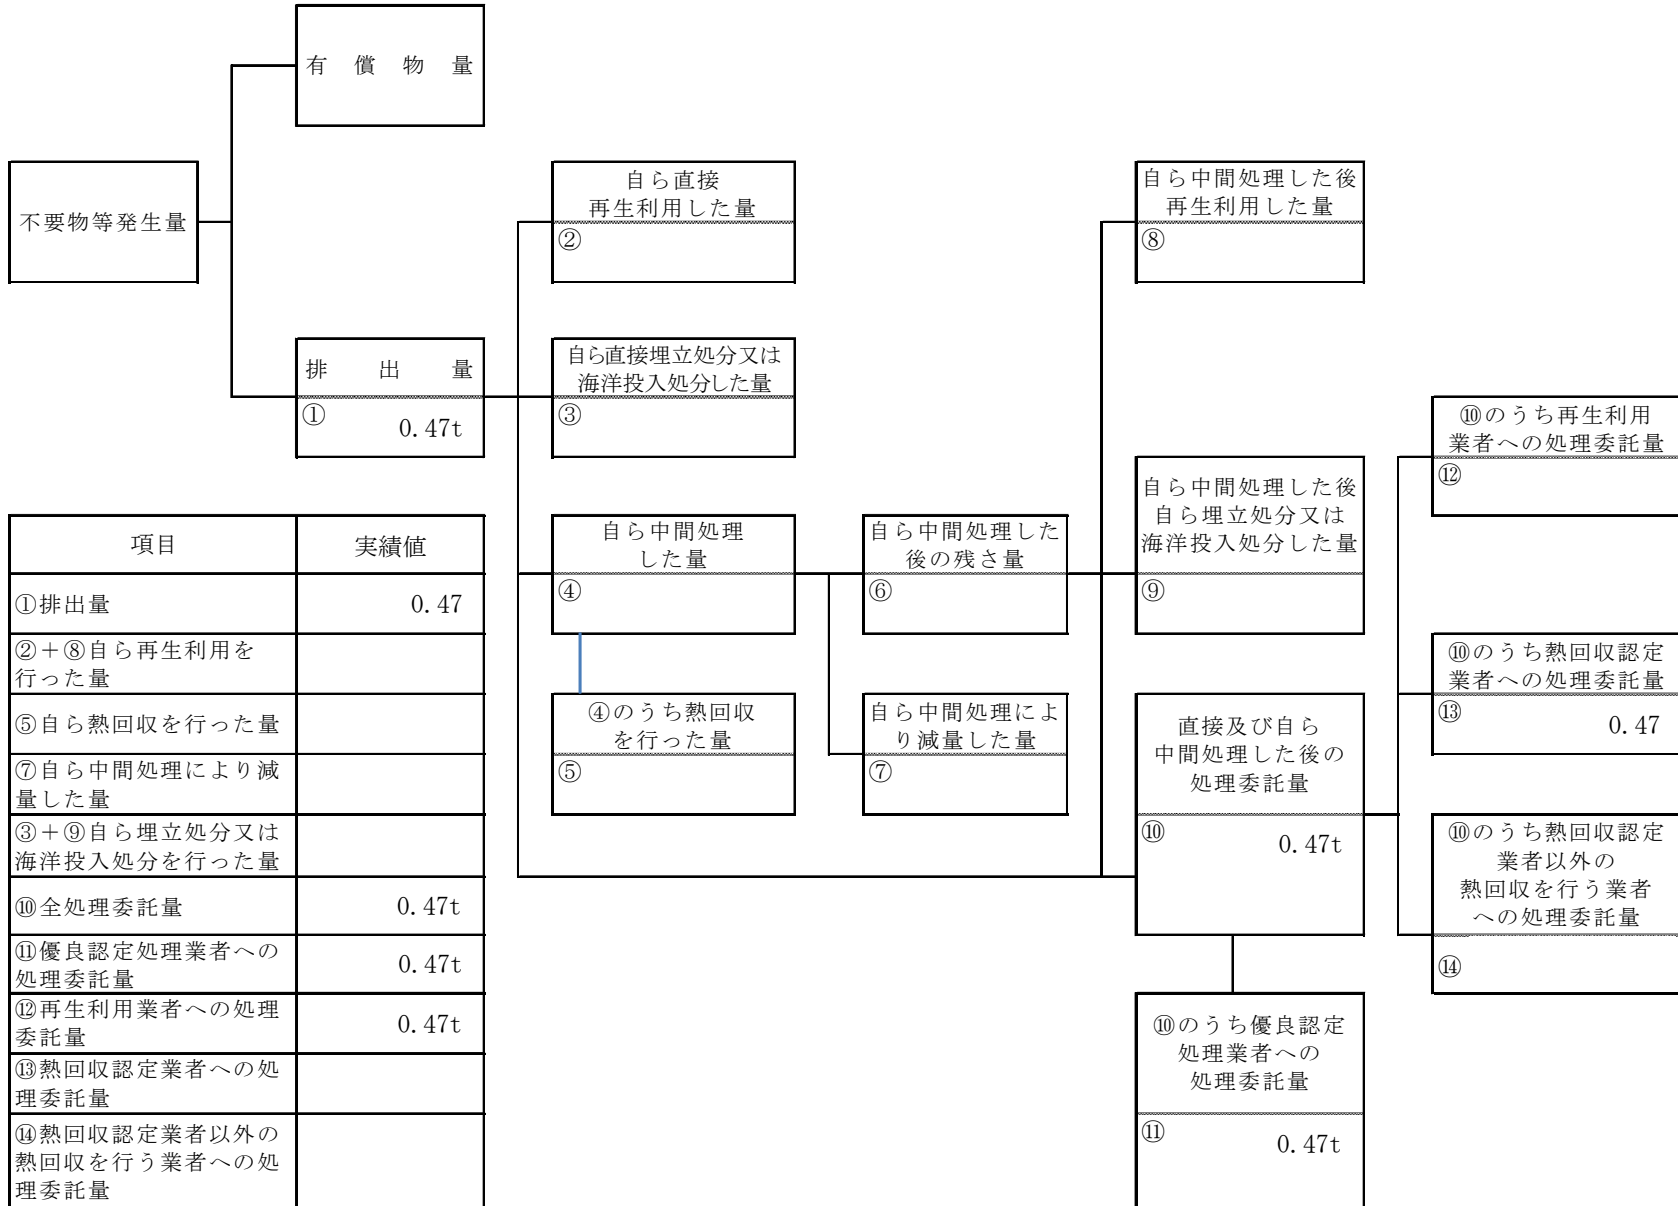 有償物量
不要物等発生量
排出量
①
0.47t
自ら直接
再生利用した量
②
自ら直接埋立処分又は
海洋投入処分した量
③
自ら中間処理
した量
④
④のうち熱回収
を行った量
⑤
自ら中間処理した
後の残さ量
⑥
自ら中間処理によ
り減量した量
⑦
自ら中間処理した後
再生利用した量
⑧
自ら中間処理した後
自ら埋立処分又は
海洋投入処分した量
⑨
直接及び自ら
中間処理した後の
処理委託量
⑩
0.47t
⑩のうち優良認定
処理業者への
処理委託量
⑪
0.47t
⑩のうち再生利用
業者への処理委託量
⑫
⑩のうち熱回収認定
業者への処理委託量
⑬
0.47
⑩のうち熱回収認定
業者以外の
熱回収を行う業者
への処理委託量
⑭
項目 実績値
①排出量 0.47
②＋⑧自ら再生利用を
行った量
⑤自ら熱回収を行った量
⑦自ら中間処理により減
量した量
③＋⑨自ら埋立処分又は
海洋投入処分を行った量
⑩全処理委託量 0.47t
⑪優良認定処理業者への
処理委託量 0.47t
⑫再生利用業者への処理
委託量 0.47t
⑬熱回収認定業者への処
理委託量
⑭熱回収認定業者以外の
熱回収を行う業者への処
理委託量